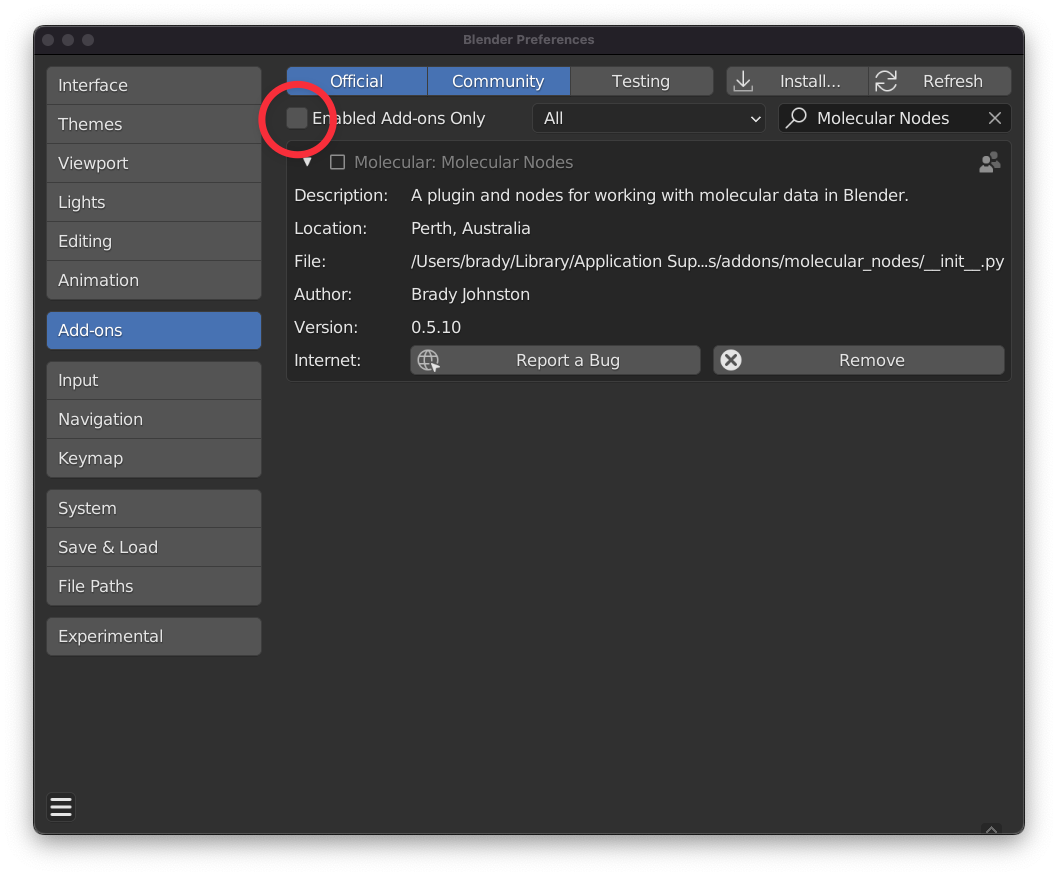 Blender Preferences
Interface
Themes
Viewport
Lights
Editing
Animation
Add-ons
Input
Navigation
Keymap
System
Save & Load
File Paths
Experimental
Official Community Testing Install... Refresh
Enabled Add-ons Only All Molecular Nodes
Molecular: Molecular Nodes
Description: A plugin and nodes for working with molecular data in Blender.
Location: Perth, Australia
File: /Users/brady/Library/Application Sup...s/addons/molecular_nodes/__init__.py
Author: Brady Johnston
Version: 0.5.10
Internet: Report a Bug Remove